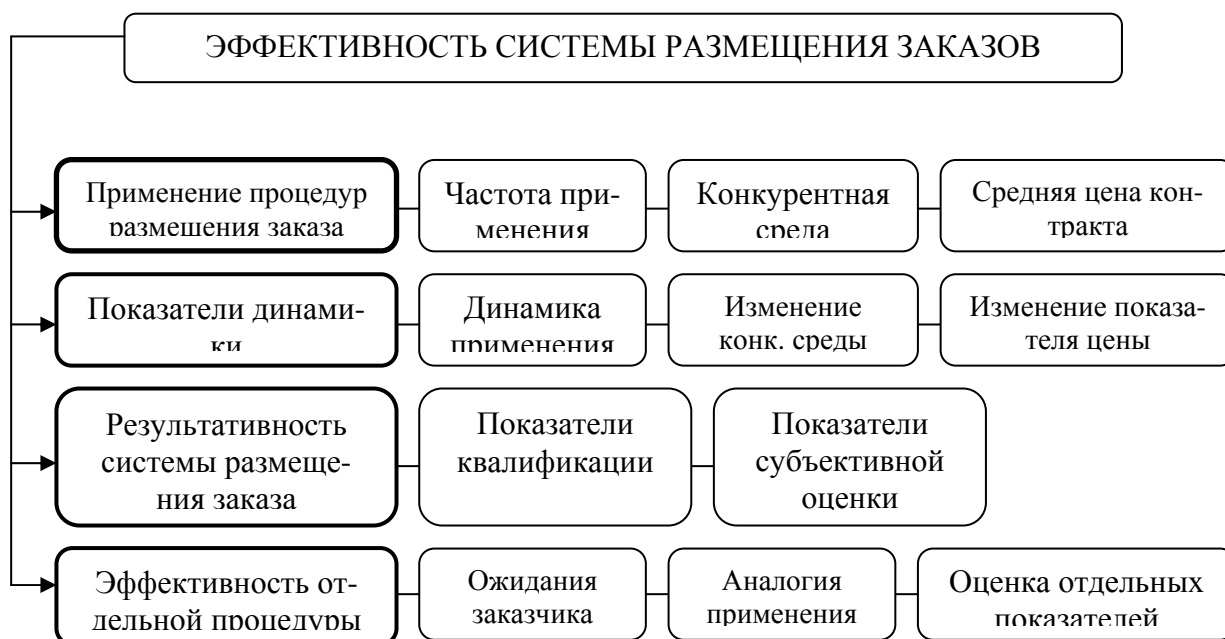 ЭФФЕКТИВНОСТЬ СИСТЕМЫ РАЗМЕЩЕНИЯ ЗАКАЗОВ
Применение процедур
размешения заказа
Частота при-
менения
Конкурентная
среда
Средняя цена кон-
тракта
Показатели динами-
ки
Динамика
применения
Изменение
конк. среды
Изменение показа-
теля цены
Результативность
системы размеще-
ния заказа
Показатели
квалификации
Показатели
субъективной
оценки
Эффективность от-
дельной процедуры
Ожидания
заказчика
Аналогия
применения
Оценка отдельных
показателей